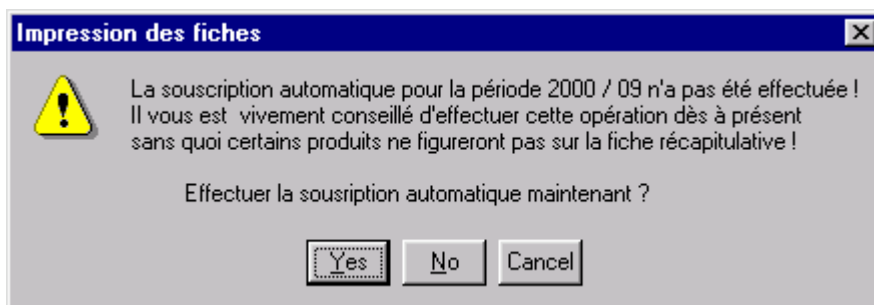 Impression des fiches
La souscription automatique pour la période 2000 / 09 n'a pas été effectuée !
Il vous est vivement conseillé d'effectuer cette opération dès à présent
sans quoi certains produits ne figureront pas sur la fiche récapitulative !
Effectuer la sousription automatique maintenant ?
Yes No Cancel